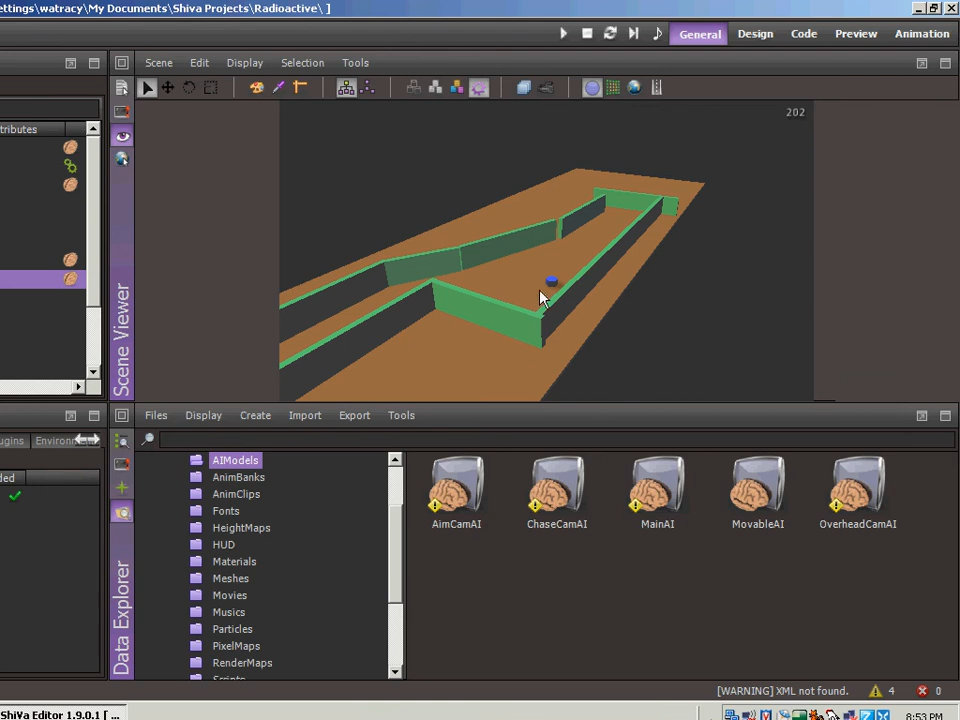 ettings\watracy\My Documents\Shiva Projects\Radioactive\ ]
General Design Code Preview Animation
Scene Edit Display Selection Tools
tributes
202
Scene Viewer
Files Display Create Import Export Tools
ugins Environ
ded
AIModels
AnimBanks
AnimClips
Fonts
HeightMaps
HUD
Materials
Meshes
Movies
Musics
Particles
PixelMaps
RenderMaps
Scripts
AimCamAI ChaseCamAI MainAI MovableAI OverheadCamAI
Data Explorer
[WARNING] XML not found. 4 0
ShiVa Editor 1.9.0.1 [ ...
8:53 PM